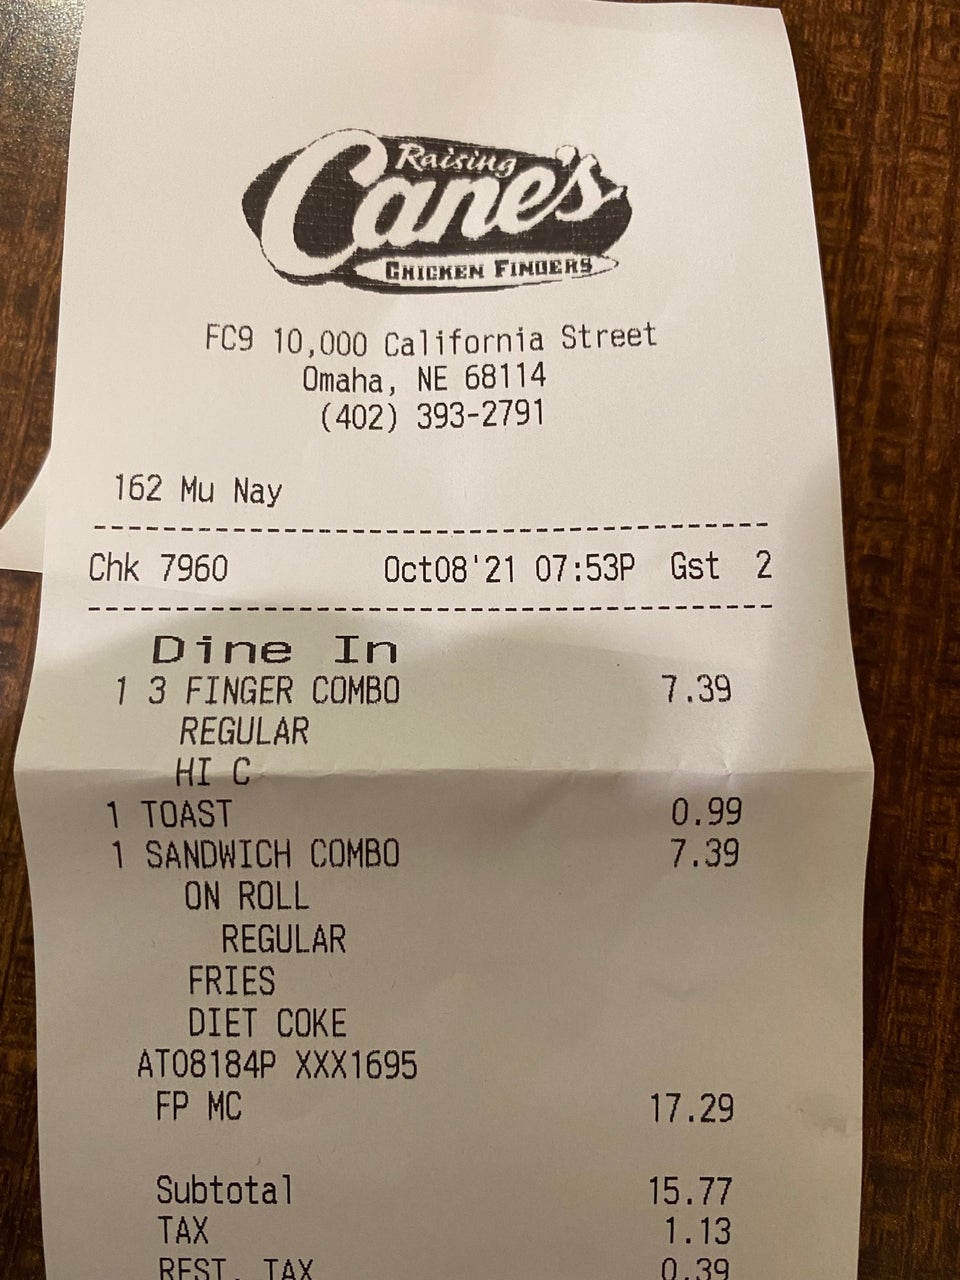 Raising
Cane's
CHICKEN FINGERS
FC9 10,000 California Street
Omaha, NE 68114
(402) 393-2791
162 Mu Nay
Chk 7960 Oct08'21 07:53P Gst 2
Dine In
1 3 FINGER COMBO 7.39
REGULAR
HI C
1 TOAST 0.99
1 SANDWICH COMBO 7.39
ON ROLL
REGULAR
FRIES
DIET COKE
AT08184P XXX1695
FP MC 17.29
Subtotal 15.77
TAX 1.13
REST. TAX 0.39